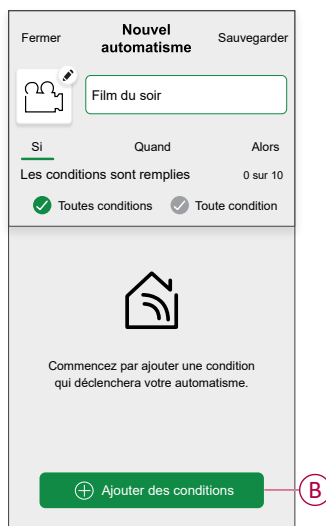 Fermer
Nouvel
automatisme
Sauvegarder
Film du soir
Si
Quand
Alors
Les conditions sont remplies
0 sur 10
Toutes conditions
Toute condition
Commencez par ajouter une condition
qui déclenchera votre automatisme.
Ajouter des conditions
B